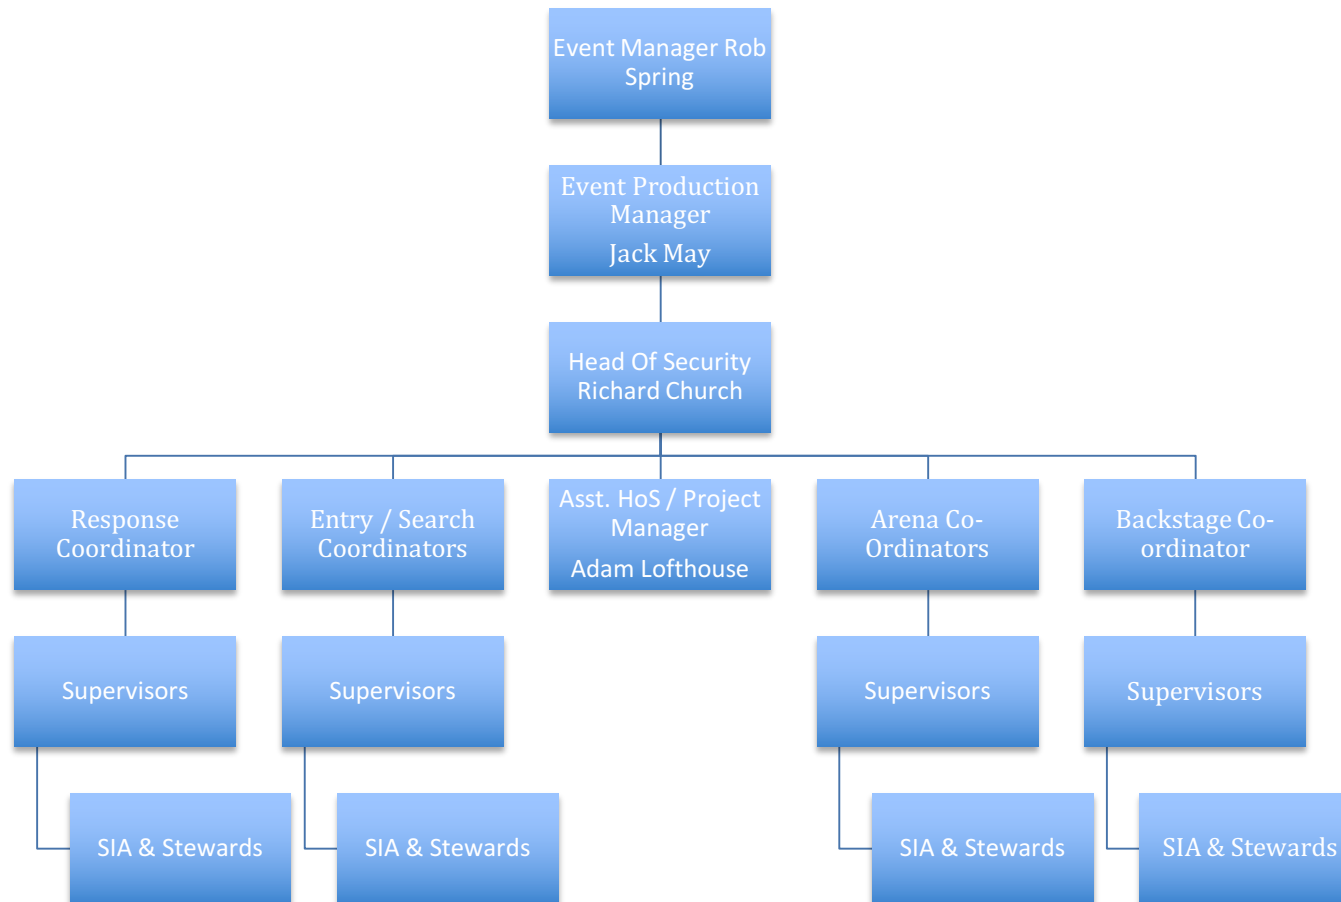 Event Manager Rob
Spring
Event Production
Manager
Jack May
Head Of Security
Richard Church
Response
Coordinator
Entry / Search
Coordinators
Asst. HoS / Project
Manager
Adam Lofthouse
Arena Co-
Ordinators
Backstage Co-
ordinator
Supervisors
Supervisors
Supervisors
Supervisors
SIA & Stewards
SIA & Stewards
SIA & Stewards
SIA & Stewards